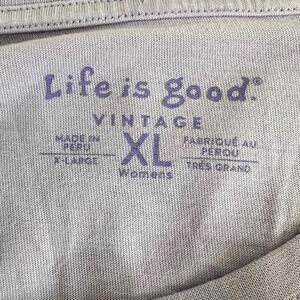 Life is good.®
VINTAGE
MADE IN
PERU
X-LARGE
XL
Womens
FABRIQUÉ AU
PÉROU
TRÈS GRAND